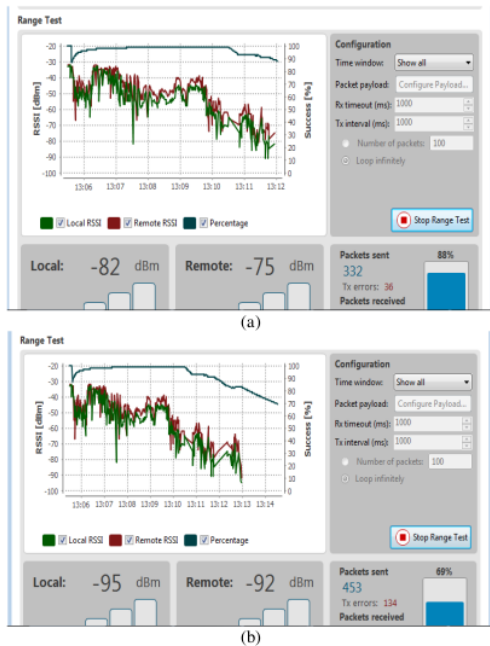 Range Test
-20
-30
-40
-50
-60
-70
-80
-90
-100
RSSI [dBm]
100
90
80
70
60
50
40
30
20
10
0
Success [%]
13:06 13:07 13:08 13:09 13:10 13:11 13:12
Local RSSI Remote RSSI Percentage
Configuration
Time window: Show all
Packet payload: Configure Payload...
Rx timeout (ms): 1000
Tx interval (ms): 1000
Number of packets: 100
Loop infinitely
Stop Range Test
Local: -82 dBm
Remote: -75 dBm
Packets sent 88%
332
Tx errors: 36
Packets received
(a)
Range Test
-20
-30
-40
-50
-60
-70
-80
-90
-100
RSSI [dBm]
100
90
80
70
60
50
40
30
20
10
0
Success [%]
13:06 13:07 13:08 13:09 13:10 13:11 13:12 13:13 13:14
Local RSSI Remote RSSI Percentage
Configuration
Time window: Show all
Packet payload: Configure Payload...
Rx timeout (ms): 1000
Tx interval (ms): 1000
Number of packets: 100
Loop infinitely
Stop Range Test
Local: -95 dBm
Remote: -92 dBm
Packets sent 69%
453
Tx errors: 134
Packets received
(b)